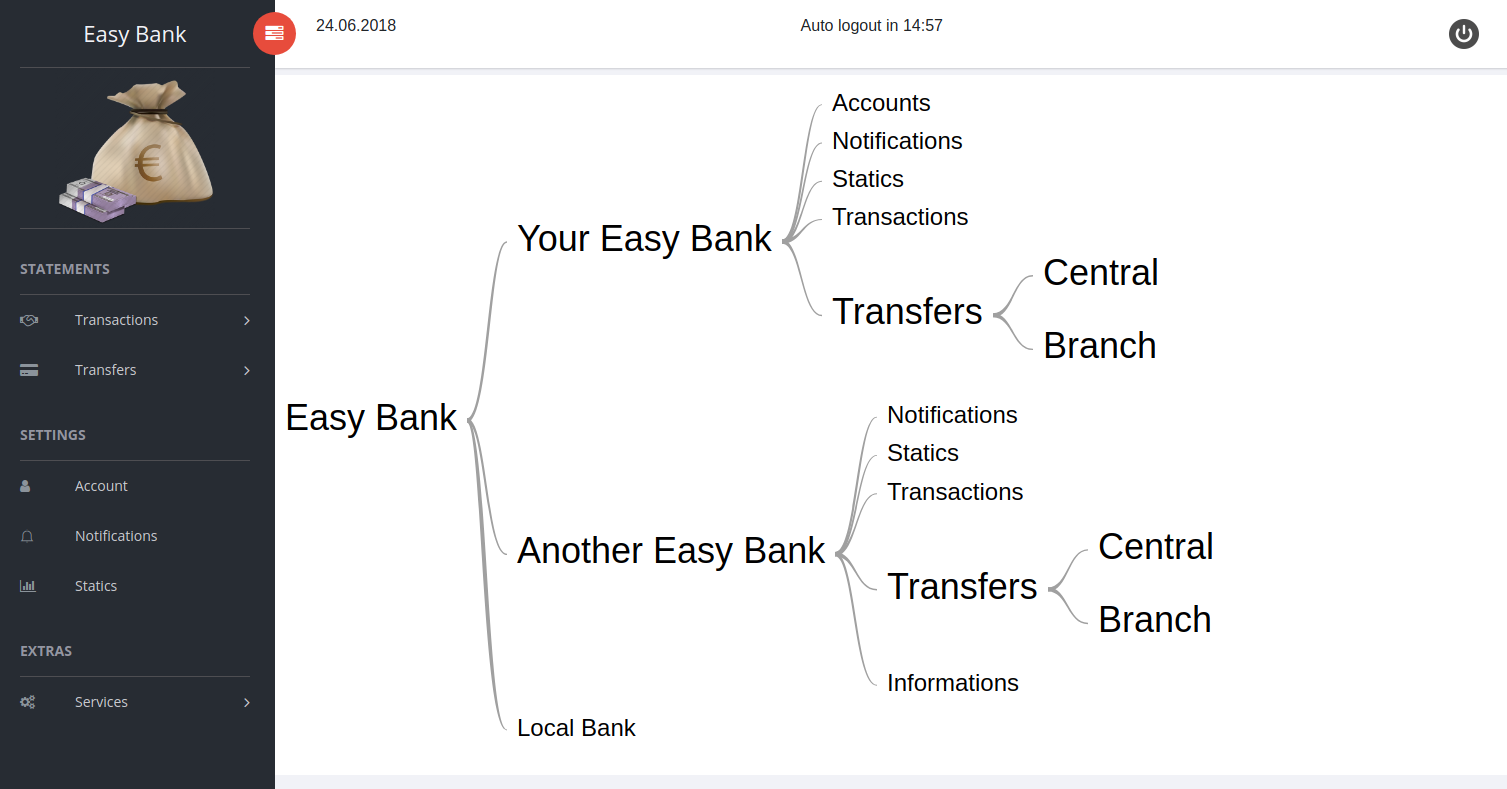 Easy Bank
€
STATEMENTS
Transactions
Transfers
SETTINGS
Account
Notifications
Statics
EXTRAS
Services
24.06.2018
Auto logout in 14:57
Easy Bank
Your Easy Bank
Accounts
Notifications
Statics
Transactions
Transfers
Central
Branch
Another Easy Bank
Notifications
Statics
Transactions
Transfers
Central
Branch
Informations
Local Bank